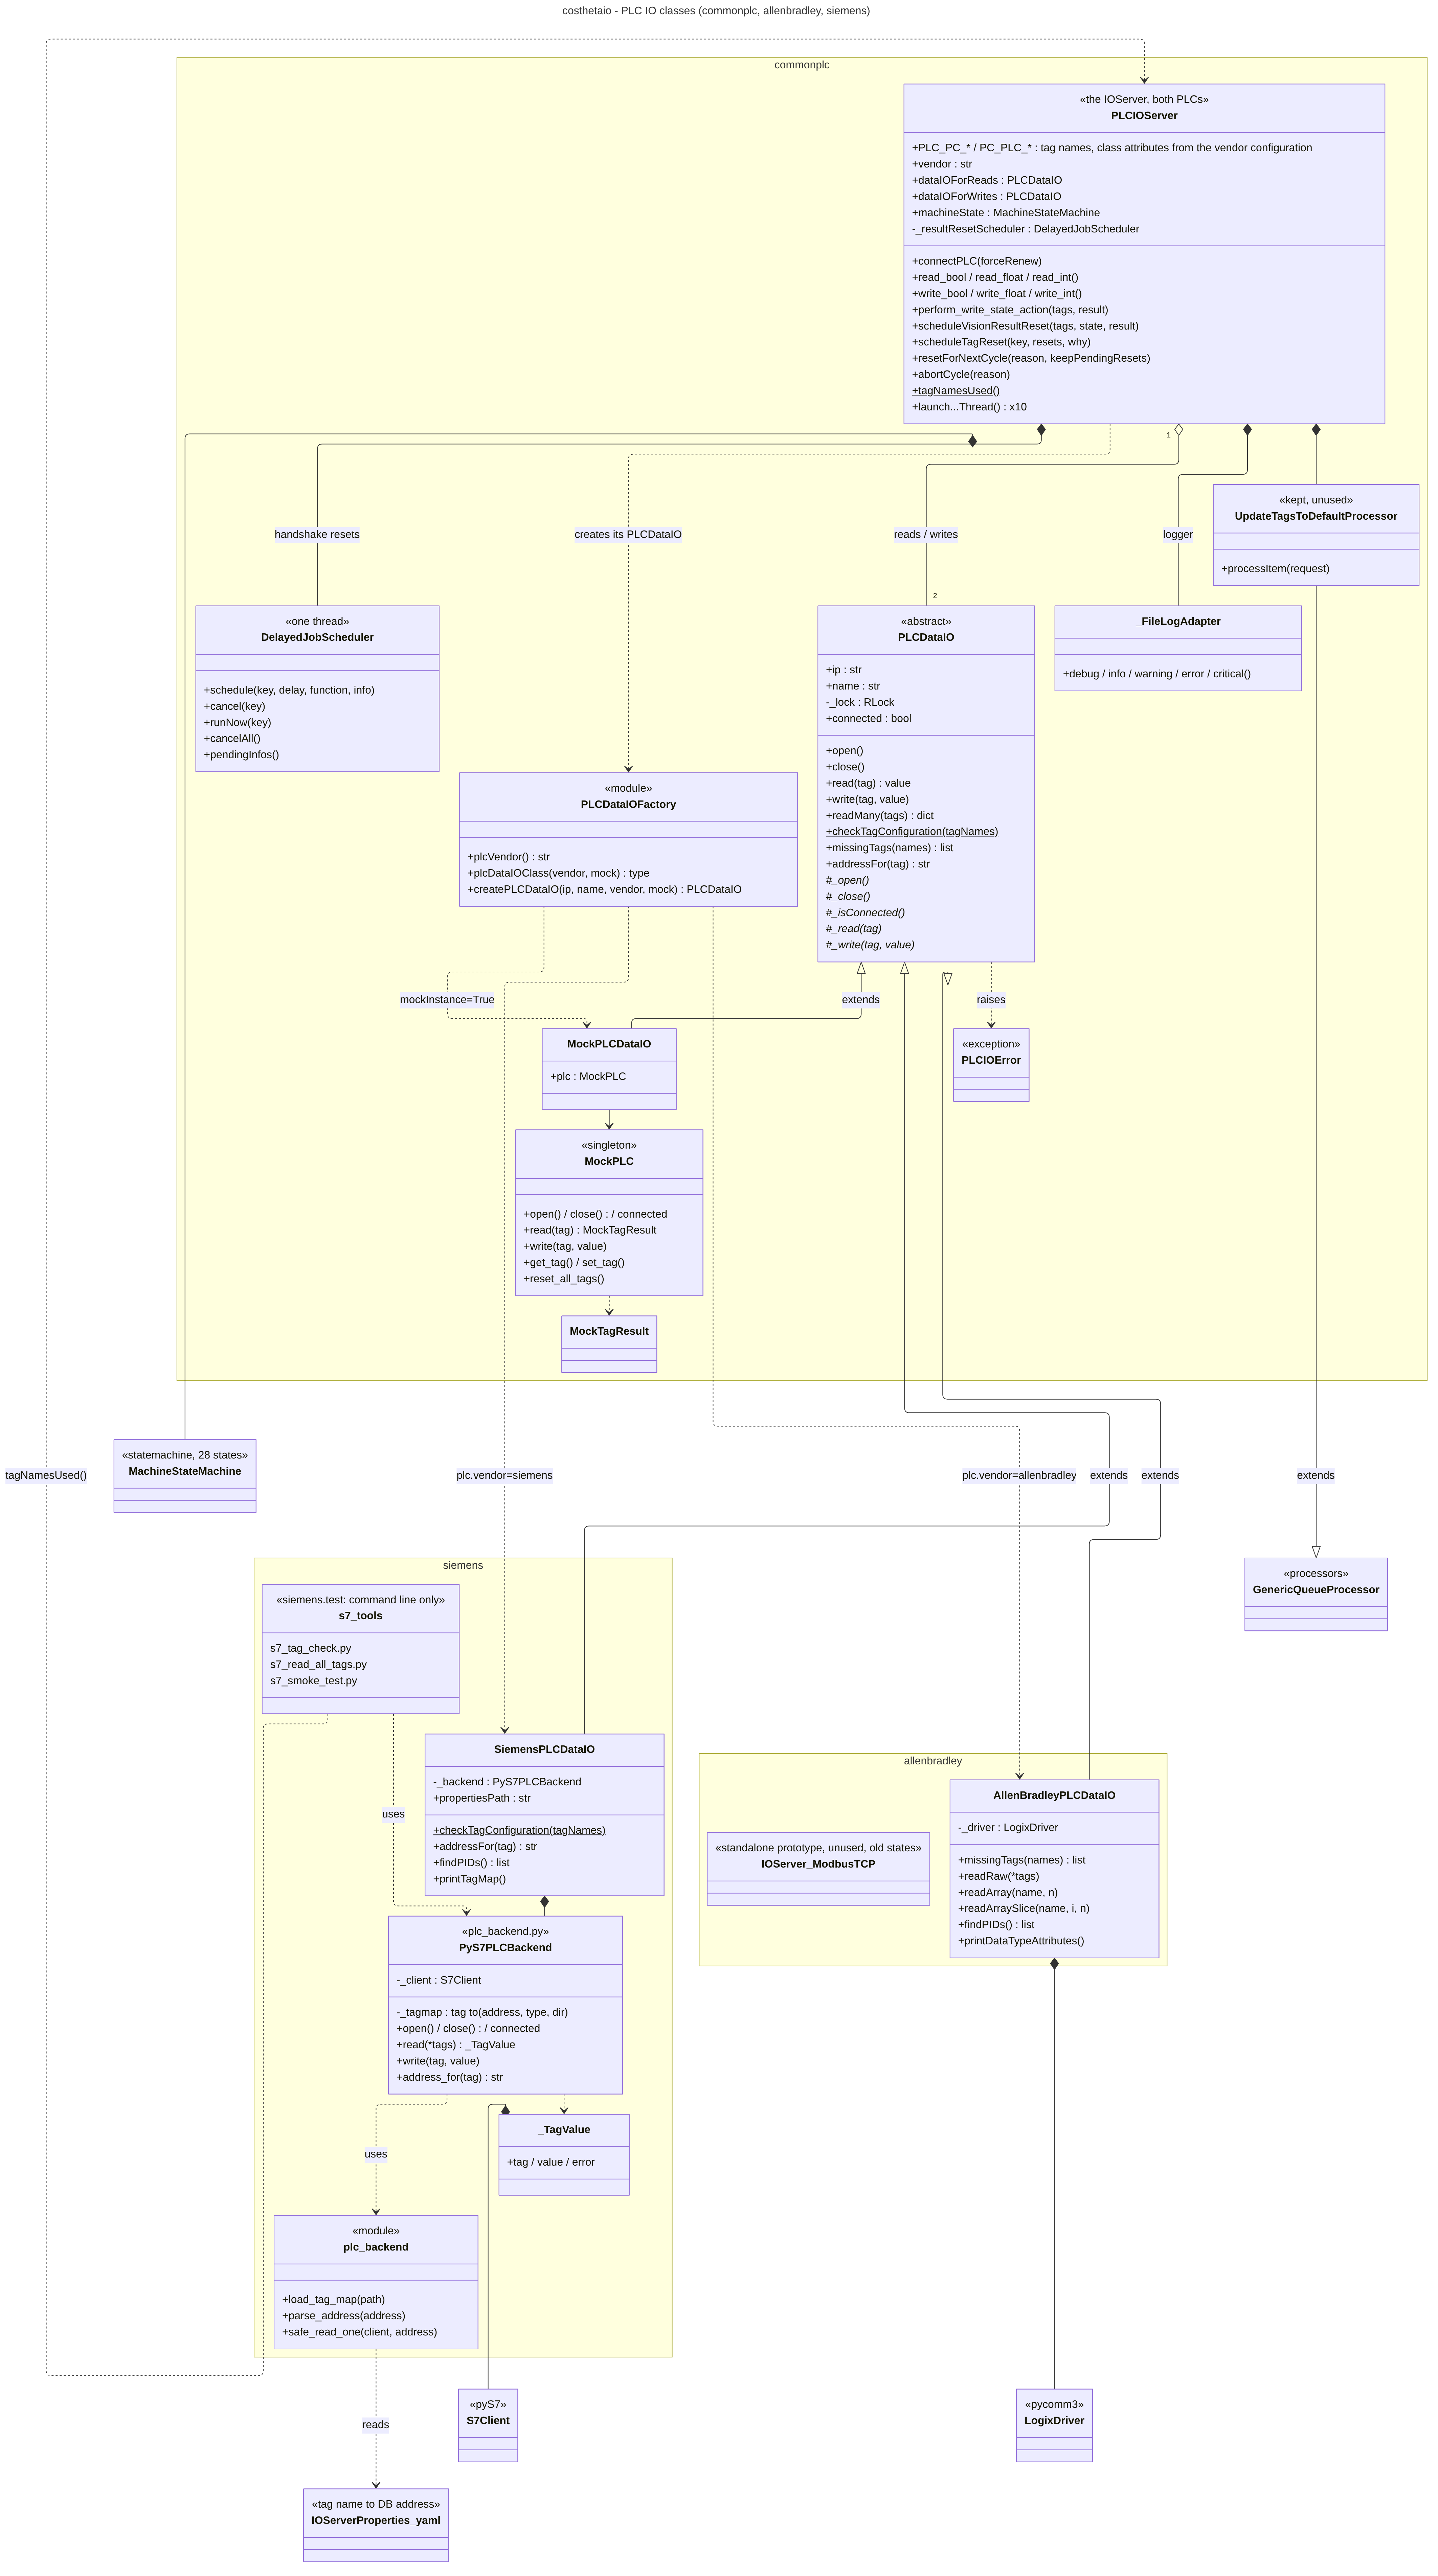 costhetaio - PLC IO classes (commonplc, allenbradley, siemens)
commonplc
«the IOServer, both PLCs»
PLCIOServer
+PLC_PC_* / PC_PLC_* : tag names, class attributes from the vendor configuration
+vendor : str
+dataIOForReads : PLCDataIO
+dataIOForWrites : PLCDataIO
+machineState : MachineStateMachine
-_resultResetScheduler : DelayedJobScheduler
+connectPLC(forceRenew)
+read_bool / read_float / read_int()
+write_bool / write_float / write_int()
+perform_write_state_action(tags, result)
+scheduleVisionResultReset(tags, state, result)
+scheduleTagReset(key, resets, why)
+resetForNextCycle(reason, keepPendingResets)
+abortCycle(reason)
+tagNamesUsed()
+launch...Thread() : x10
1
handshake resets
creates its PLCDataIO
reads / writes
logger
«kept, unused»
UpdateTagsToDefaultProcessor
+processItem(request)
2
«one thread»
DelayedJobScheduler
+schedule(key, delay, function, info)
+cancel(key)
+runNow(key)
+cancelAll()
+pendingInfos()
«abstract»
PLCDataIO
+ip : str
+name : str
-_lock : RLock
+connected : bool
+open()
+close()
+read(tag) : value
+write(tag, value)
+readMany(tags) : dict
+checkTagConfiguration(tagNames)
+missingTags(names) : list
+addressFor(tag) : str
#_open()
#_close()
#_isConnected()
#_read(tag)
#_write(tag, value)
_FileLogAdapter
+debug / info / warning / error / critical()
«module»
PLCDataIOFactory
+plcVendor() : str
+plcDataIOClass(vendor, mock) : type
+createPLCDataIO(ip, name, vendor, mock) : PLCDataIO
mockInstance=True
extends
raises
MockPLCDataIO
+plc : MockPLC
«exception»
PLCIOError
«singleton»
MockPLC
+open() / close() : / connected
+read(tag) : MockTagResult
+write(tag, value)
+get_tag() / set_tag()
+reset_all_tags()
MockTagResult
tagNamesUsed()
«statemachine, 28 states»
MachineStateMachine
plc.vendor=siemens
plc.vendor=allenbradley
extends
extends
extends
siemens
«siemens.test: command line only»
s7_tools
s7_tag_check.py
s7_read_all_tags.py
s7_smoke_test.py
«processors»
GenericQueueProcessor
uses
SiemensPLCDataIO
-_backend : PyS7PLCBackend
+propertiesPath : str
+checkTagConfiguration(tagNames)
+addressFor(tag) : str
+findPIDs() : list
+printTagMap()
allenbradley
«standalone prototype, unused, old states»
IOServer_ModbusTCP
AllenBradleyPLCDataIO
-_driver : LogixDriver
+missingTags(names) : list
+readRaw(*tags)
+readArray(name, n)
+readArraySlice(name, i, n)
+findPIDs() : list
+printDataTypeAttributes()
«plc_backend.py»
PyS7PLCBackend
-_client : S7Client
-_tagmap : tag to(address, type, dir)
+open() / close() : / connected
+read(*tags) : _TagValue
+write(tag, value)
+address_for(tag) : str
uses
_TagValue
+tag / value / error
«module»
plc_backend
+load_tag_map(path)
+parse_address(address)
+safe_read_one(client, address)
reads
«pyS7»
S7Client
«pycomm3»
LogixDriver
«tag name to DB address»
IOServerProperties_yaml